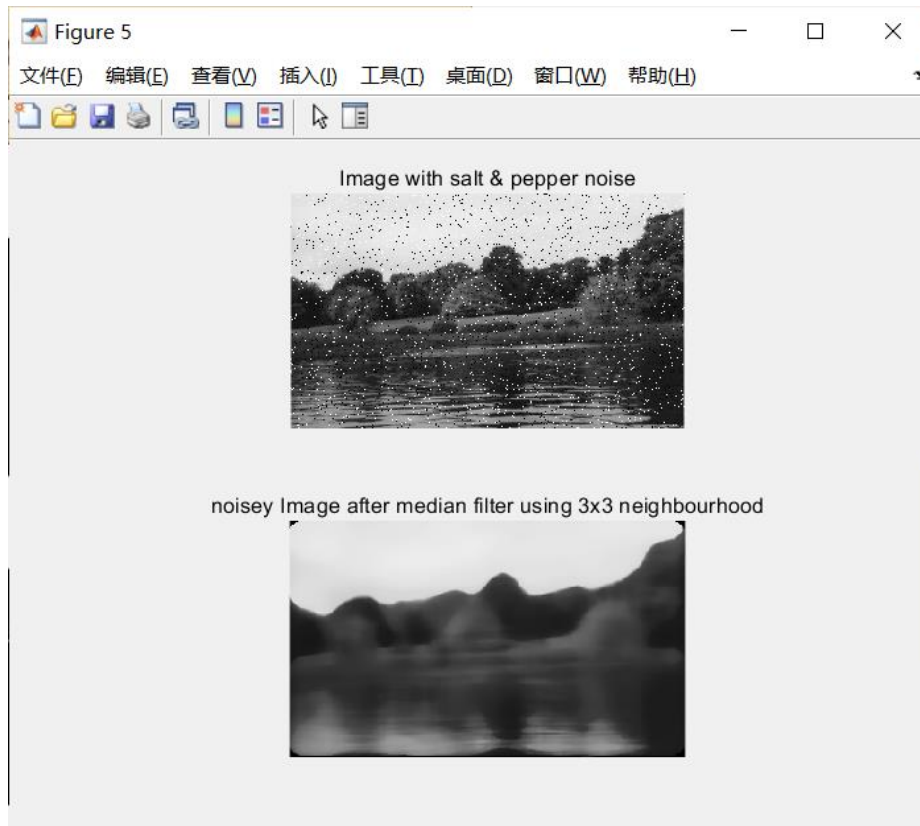 Figure 5
文件(F) 编辑(E) 查看(V) 插入(I) 工具(T) 桌面(D) 窗口(W) 帮助(H)
Image with salt & pepper noise
noisey Image after median filter using 3x3 neighbourhood